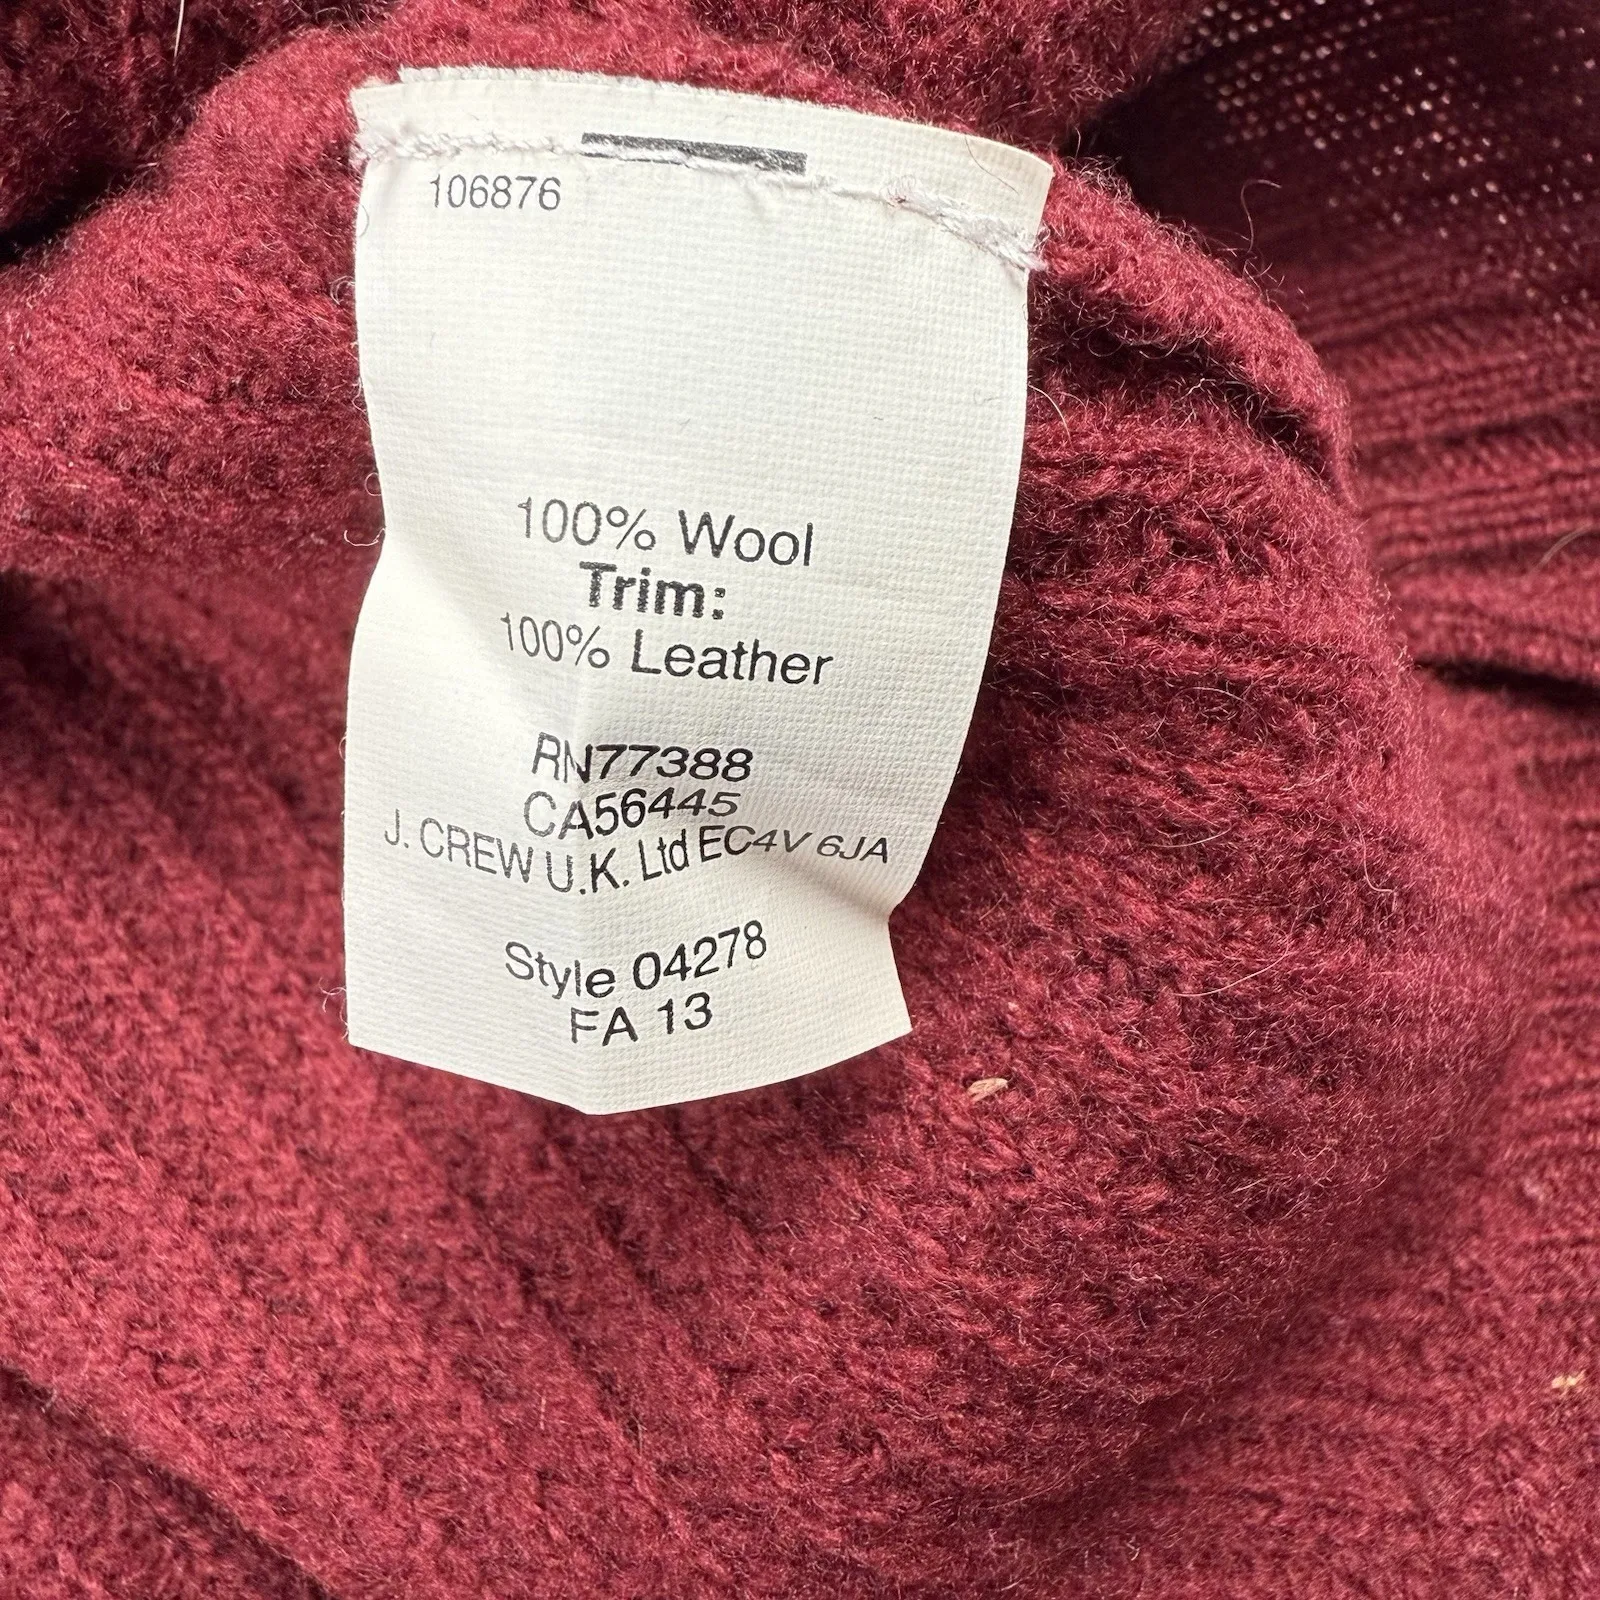 106876
100% Wool
Trim:
100% Leather
RN77388
CA56445
J. CREW U.K. Ltd EC4V 6JA
Style 04278
FA 13